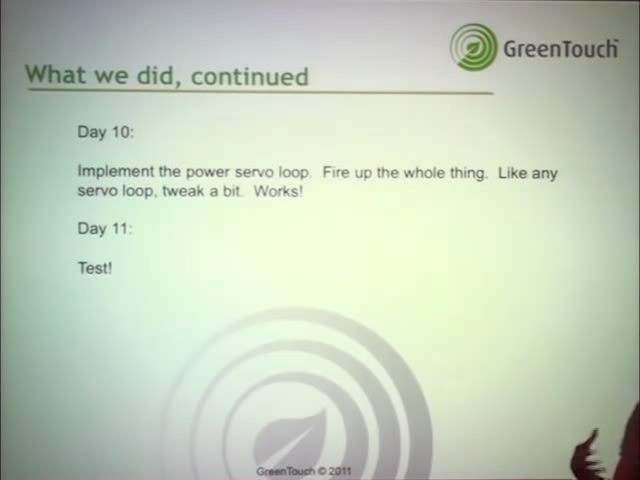 GreenTouch™
What we did, continued
Day 10:
Implement the power servo loop.  Fire up the whole thing.  Like any
servo loop, tweak a bit.  Works!
Day 11:
Test!
GreenTouch © 2011